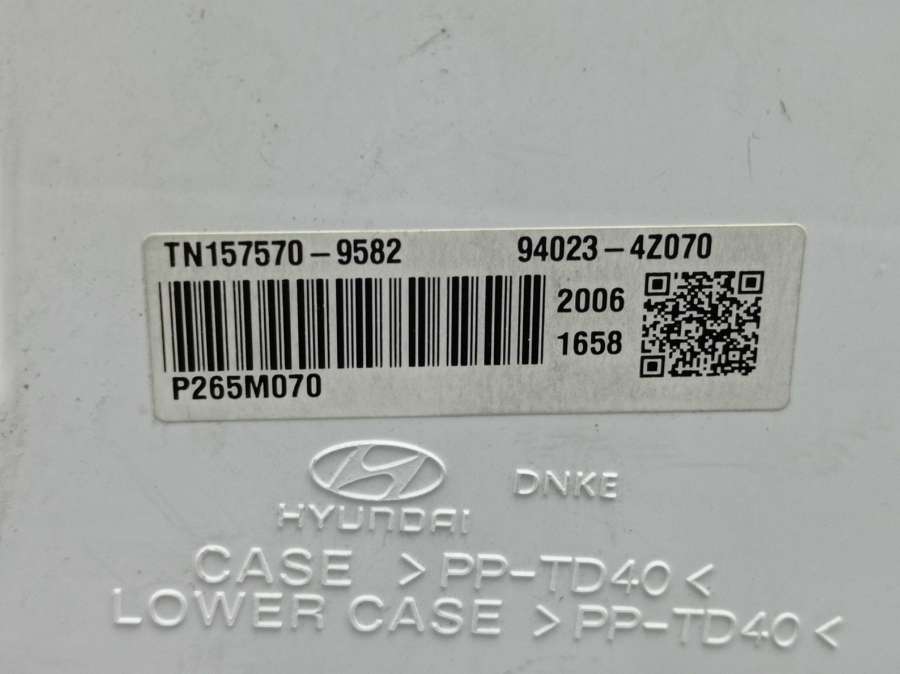 TN157570-9582 94023-4Z070
2006
1658
P265M070
HYUNDAI DNKE
CASE >PP-TD40<
LOWER CASE >PP-TD40<